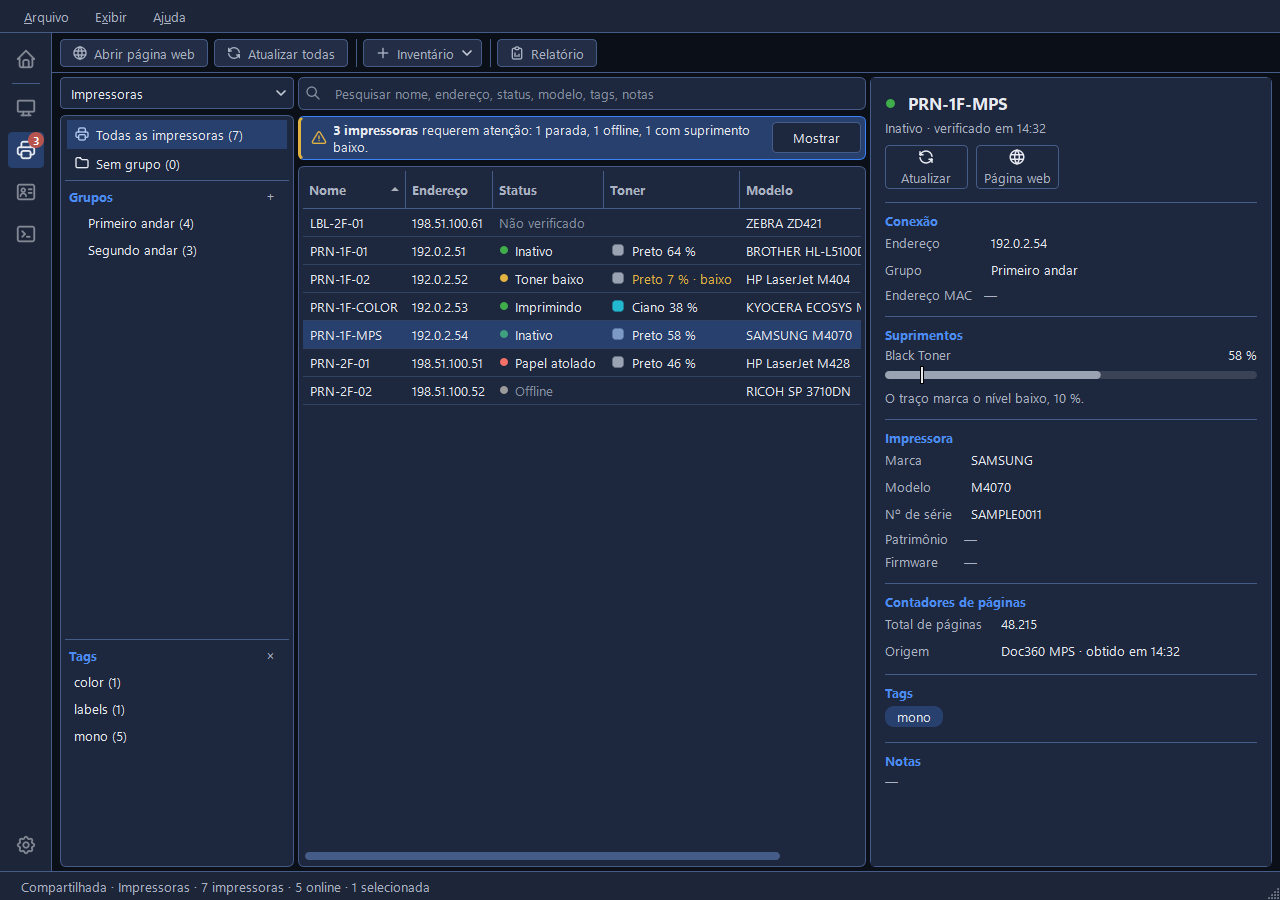 Arquivo Exibir Ajuda
Abrir página web Atualizar todas Inventário Relatório
3
Impressoras
Todas as impressoras (7)
Sem grupo (0)
Grupos +
Primeiro andar (4)
Segundo andar (3)
Tags ×
color (1)
labels (1)
mono (5)
Pesquisar nome, endereço, status, modelo, tags, notas
3 impressoras requerem atenção: 1 parada, 1 offline, 1 com suprimento
baixo.
Mostrar
Nome Endereço Status Toner Modelo
LBL-2F-01 198.51.100.61 Não verificado ZEBRA ZD421
PRN-1F-01 192.0.2.51 Inativo Preto 64 % BROTHER HL-L5100D
PRN-1F-02 192.0.2.52 Toner baixo Preto 7 % · baixo HP LaserJet M404
PRN-1F-COLOR 192.0.2.53 Imprimindo Ciano 38 % KYOCERA ECOSYS M
PRN-1F-MPS 192.0.2.54 Inativo Preto 58 % SAMSUNG M4070
PRN-2F-01 198.51.100.51 Papel atolado Preto 46 % HP LaserJet M428
PRN-2F-02 198.51.100.52 Offline RICOH SP 3710DN
PRN-1F-MPS
Inativo · verificado em 14:32
Atualizar Página web
Conexão
Endereço 192.0.2.54
Grupo Primeiro andar
Endereço MAC —
Suprimentos
Black Toner 58 %
O traço marca o nível baixo, 10 %.
Impressora
Marca SAMSUNG
Modelo M4070
Nº de série SAMPLE0011
Patrimônio —
Firmware —
Contadores de páginas
Total de páginas 48.215
Origem Doc360 MPS · obtido em 14:32
Tags
mono
Notas
—
Compartilhada · Impressoras · 7 impressoras · 5 online · 1 selecionada